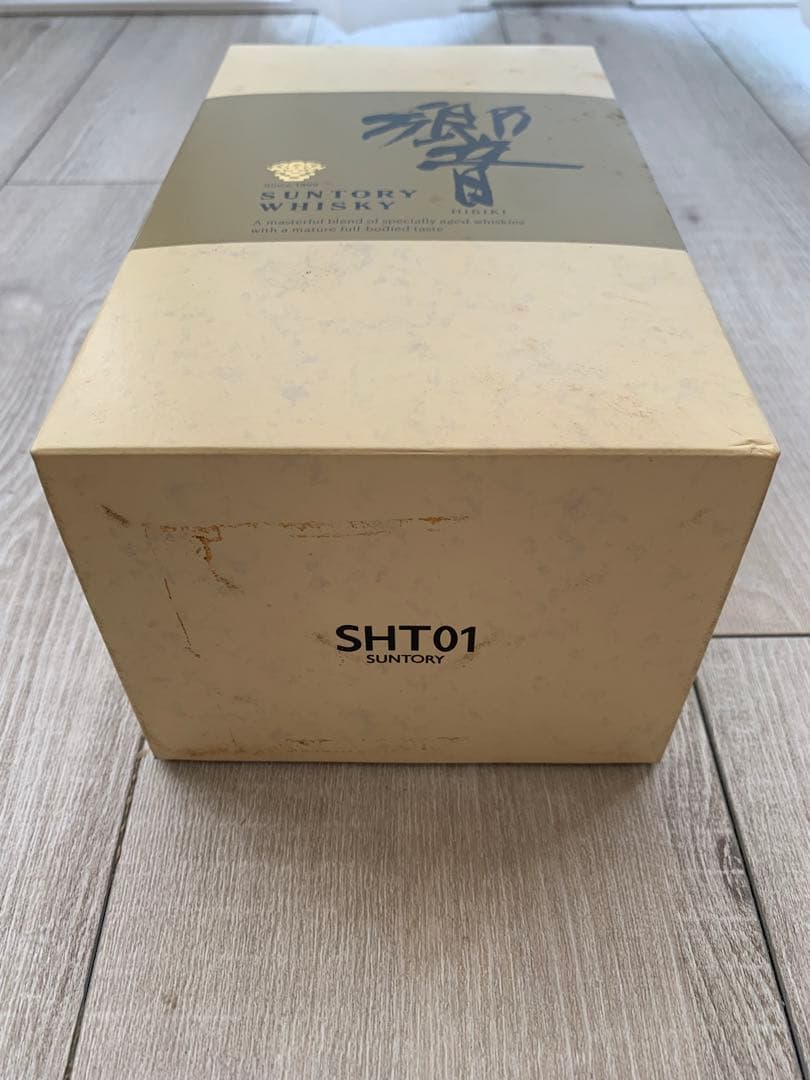 響
HIBIKI
Since 1899
SUNTORY
WHISKY
A masterful blend of specially aged whiskies
with a mature full-bodied taste
SHT01
SUNTORY